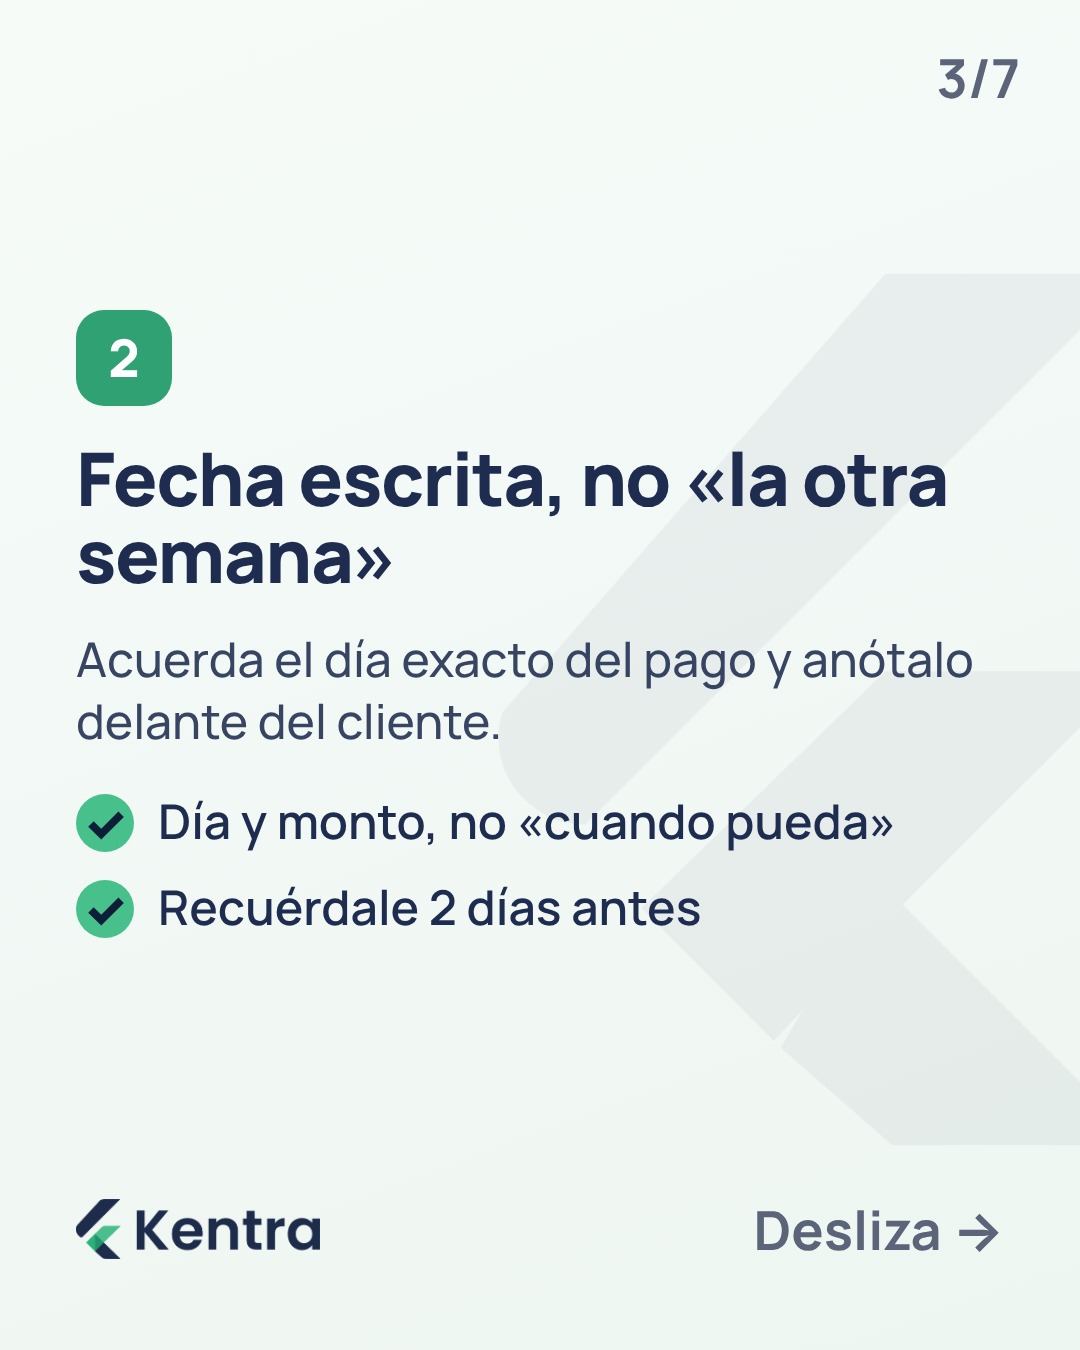 3/7
2
Fecha escrita, no «la otra
semana»
Acuerda el día exacto del pago y anótalo
delante del cliente.
Día y monto, no «cuando pueda»
Recuérdale 2 días antes
Kentra
Desliza →